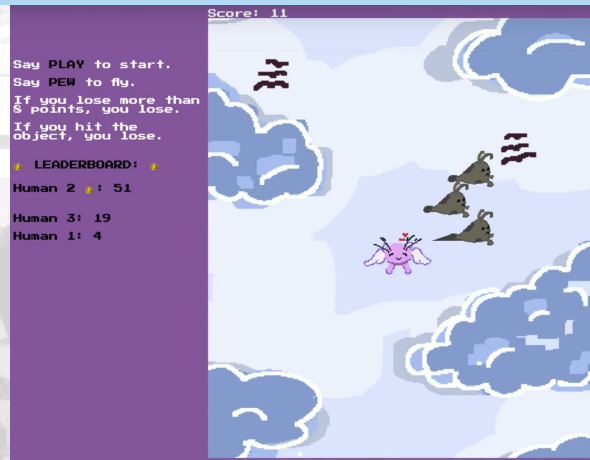 Score: 11
Say PLAY to start.
Say PEW to fly.
If you lose more than
8 points, you lose.
If you hit the
object, you lose.
LEADERBOARD:
Human 2 : 51
Human 3: 19
Human 1: 4